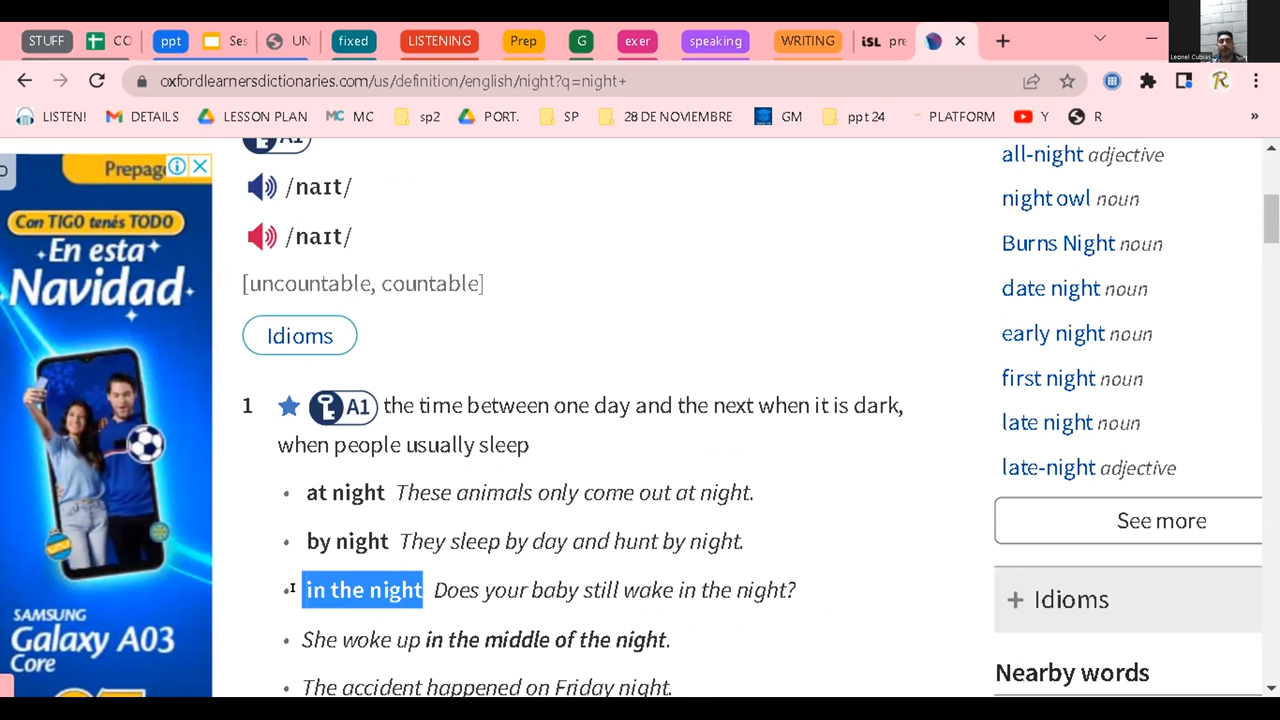 STUFF CO ppt Ses UN fixed LISTENING Prep G exer speaking WRITING iSL pre
Leonel Cubias
oxfordlearnersdictionaries.com/us/definition/english/night?q=night+
LISTEN! DETAILS LESSON PLAN MC sp2 PORT. SP 28 DE NOVIEMBRE GM ppt 24 PLATFORM Y R »
A1
/naɪt/
/naɪt/
[uncountable, countable]
Idioms
1 A1 the time between one day and the next when it is dark,
when people usually sleep
• at night These animals only come out at night.
• by night They sleep by day and hunt by night.
• in the night Does your baby still wake in the night?
• She woke up in the middle of the night.
• The accident happened on Friday night.
Prepag
Con TIGO tenés TODO
En esta
Navidad
SAMSUNG
Galaxy A03
Core
all-night adjective
night owl noun
Burns Night noun
date night noun
early night noun
first night noun
late night noun
late-night adjective
See more
+ Idioms
Nearby words